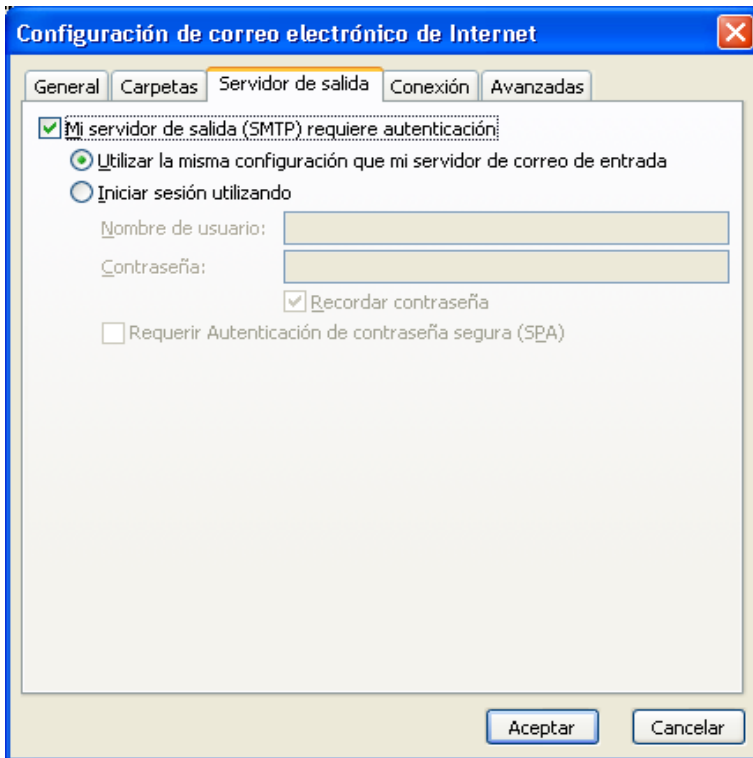 Configuración de correo electrónico de Internet
General Carpetas Servidor de salida Conexión Avanzadas
Mi servidor de salida (SMTP) requiere autenticación
Utilizar la misma configuración que mi servidor de correo de entrada
Iniciar sesión utilizando
Nombre de usuario:
Contraseña:
Recordar contraseña
Requerir Autenticación de contraseña segura (SPA)
Aceptar Cancelar